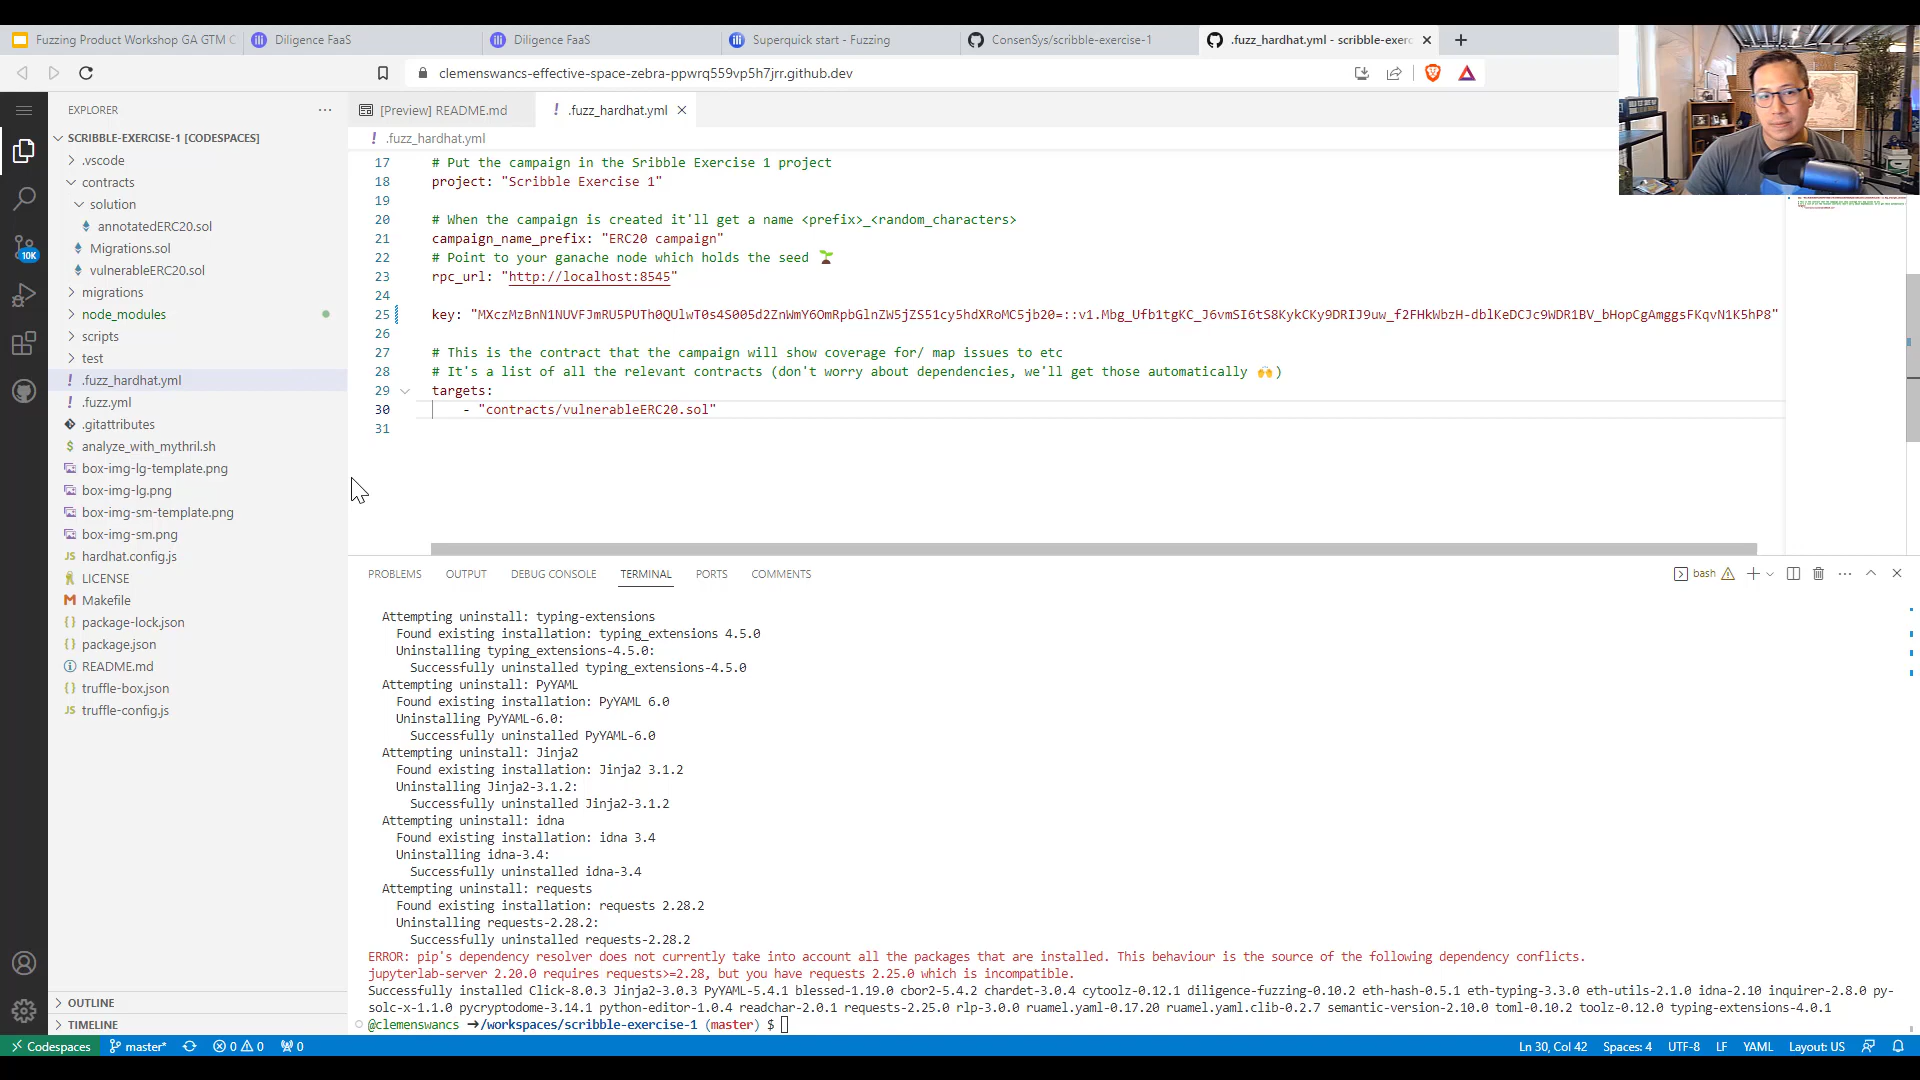 Fuzzing Product Workshop GA GTM C
Diligence FaaS
Diligence FaaS
Superquick start - Fuzzing
ConsenSys/scribble-exercise-1
.fuzz_hardhat.yml - scribble-exerc
clemenswancs-effective-space-zebra-ppwrq559vp5h7jrr.github.dev
EXPLORER
SCRIBBLE-EXERCISE-1 [CODESPACES]
.vscode
contracts
solution
annotatedERC20.sol
Migrations.sol
vulnerableERC20.sol
migrations
node_modules
scripts
test
.fuzz_hardhat.yml
.fuzz.yml
.gitattributes
analyze_with_mythril.sh
box-img-lg-template.png
box-img-lg.png
box-img-sm-template.png
box-img-sm.png
hardhat.config.js
LICENSE
Makefile
package-lock.json
package.json
README.md
truffle-box.json
truffle-config.js
OUTLINE
TIMELINE
10K
[Preview] README.md
.fuzz_hardhat.yml
.fuzz_hardhat.yml
17 # Put the campaign in the Sribble Exercise 1 project
18 project: "Scribble Exercise 1"
19
20 # When the campaign is created it'll get a name <prefix>_<random_characters>
21 campaign_name_prefix: "ERC20 campaign"
22 # Point to your ganache node which holds the seed 🌱
23 rpc_url: "http://localhost:8545"
24
25 key:
26
27 # This is the contract that the campaign will show coverage for/ map issues to etc
28 # It's a list of all the relevant contracts (don't worry about dependencies, we'll get those automatically 🙌)
29 targets:
30 - "contracts/vulnerableERC20.sol"
31
PROBLEMS OUTPUT DEBUG CONSOLE TERMINAL PORTS COMMENTS
bash
Attempting uninstall: typing-extensions
Found existing installation: typing_extensions 4.5.0
Uninstalling typing_extensions-4.5.0:
Successfully uninstalled typing_extensions-4.5.0
Attempting uninstall: PyYAML
Found existing installation: PyYAML 6.0
Uninstalling PyYAML-6.0:
Successfully uninstalled PyYAML-6.0
Attempting uninstall: Jinja2
Found existing installation: Jinja2 3.1.2
Uninstalling Jinja2-3.1.2:
Successfully uninstalled Jinja2-3.1.2
Attempting uninstall: idna
Found existing installation: idna 3.4
Uninstalling idna-3.4:
Successfully uninstalled idna-3.4
Attempting uninstall: requests
Found existing installation: requests 2.28.2
Uninstalling requests-2.28.2:
Successfully uninstalled requests-2.28.2
ERROR: pip's dependency resolver does not currently take into account all the packages that are installed. This behaviour is the source of the following dependency conflicts.
jupyterlab-server 2.20.0 requires requests>=2.28, but you have requests 2.25.0 which is incompatible.
Successfully installed Click-8.0.3 Jinja2-3.0.3 PyYAML-5.4.1 blessed-1.19.0 cbor2-5.4.2 chardet-3.0.4 cytoolz-0.12.1 diligence-fuzzing-0.10.2 eth-hash-0.5.1 eth-typing-3.3.0 eth-utils-2.1.0 idna-2.10 inquirer-2.8.0 py-
solc-x-1.1.0 pycryptodome-3.14.1 python-editor-1.0.4 readchar-2.0.1 requests-2.25.0 rlp-3.0.0 ruamel.yaml-0.17.20 ruamel.yaml.clib-0.2.7 semantic-version-2.10.0 toml-0.10.2 toolz-0.12.0 typing-extensions-4.0.1
@clemenswancs ➜/workspaces/scribble-exercise-1 (master) $
Codespaces master* 0 0 0 Ln 30, Col 42 Spaces: 4 UTF-8 LF YAML Layout: US